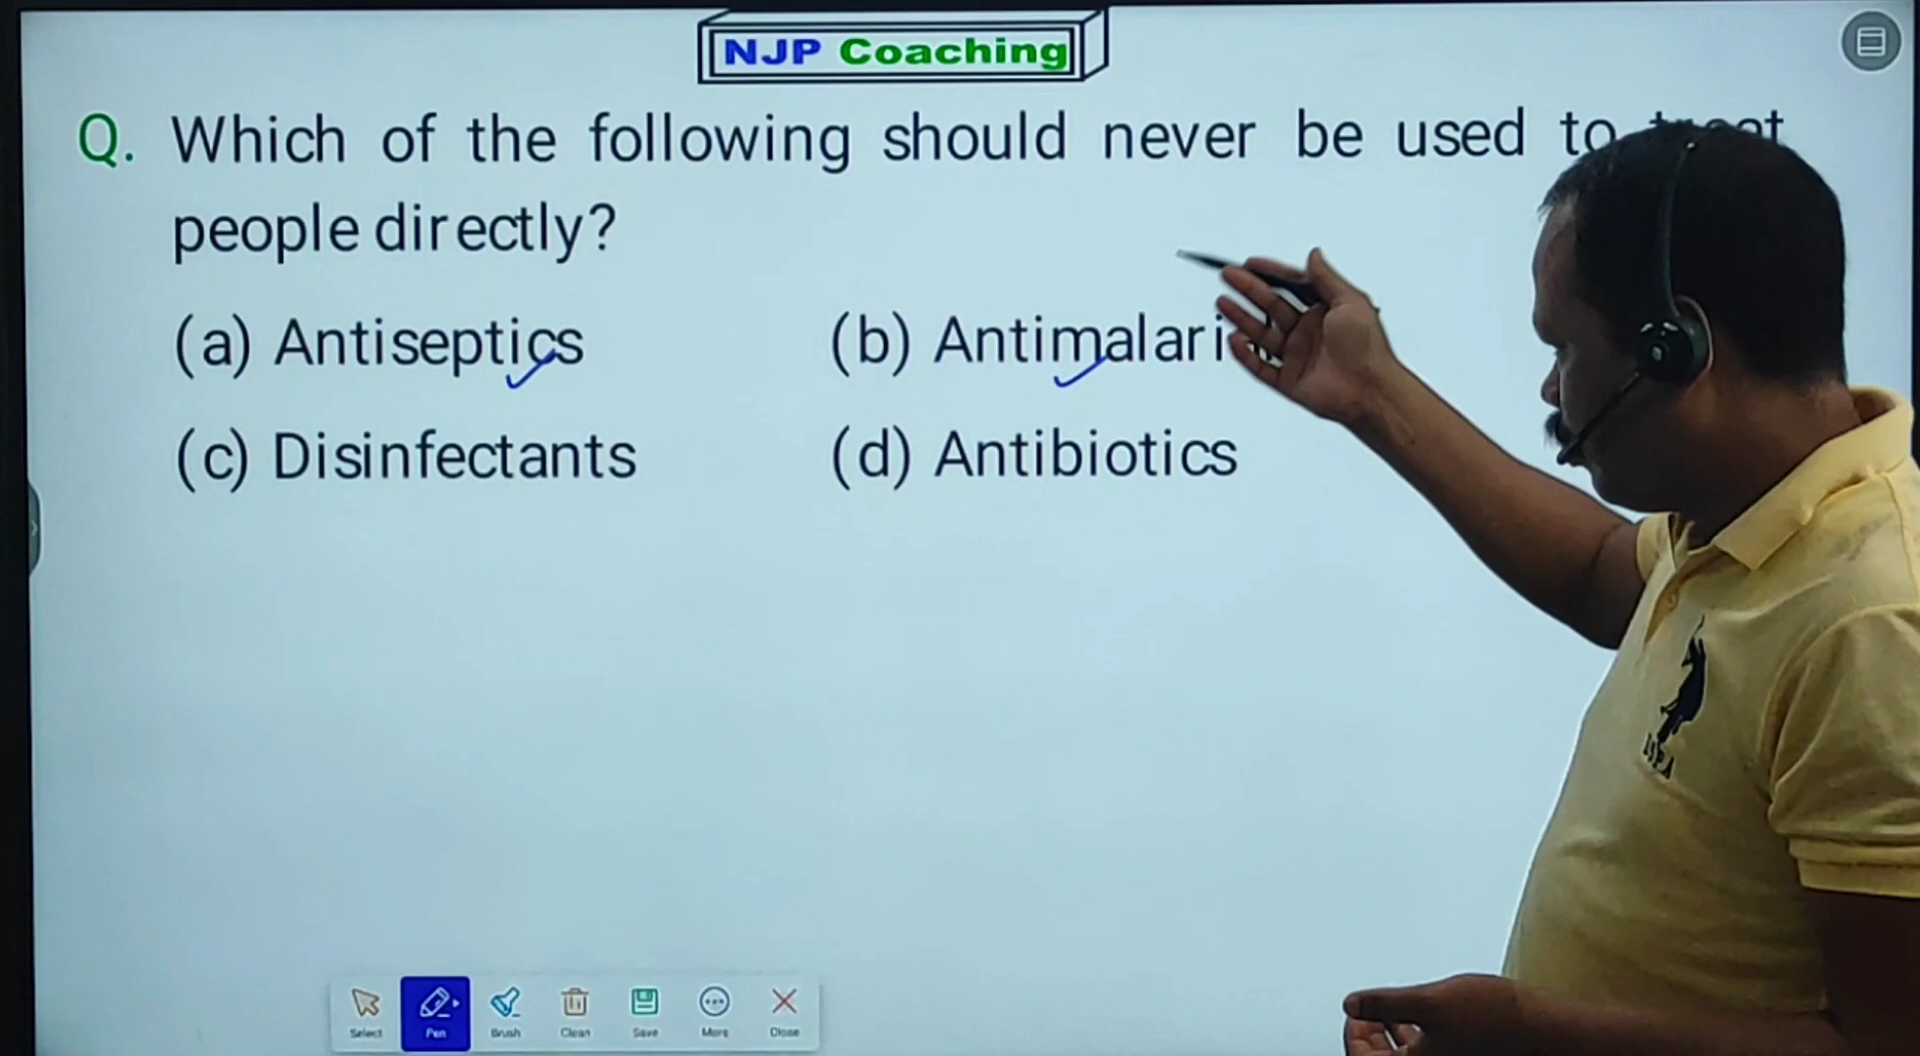 NJP Coaching
Q. Which of the following should never be used to
people directly?
(a) Antiseptics
(b)
(c) Disinfectants
(d) Antibiotics
Select Pen Brush Clean Save More Close